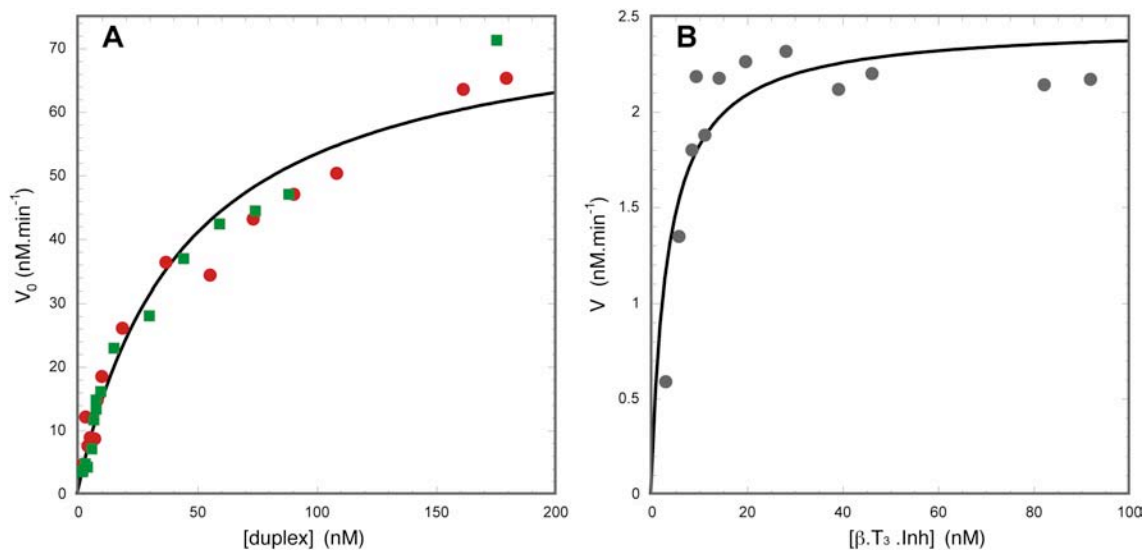 A
V₀ (nM.min⁻¹)
70
60
50
40
30
20
10
0
0 50 100 150 200
[duplex] (nM)
B
V (nM.min⁻¹)
2.5
2
1.5
1
0.5
0
0 20 40 60 80 100
[β.T₃ .Inh] (nM)